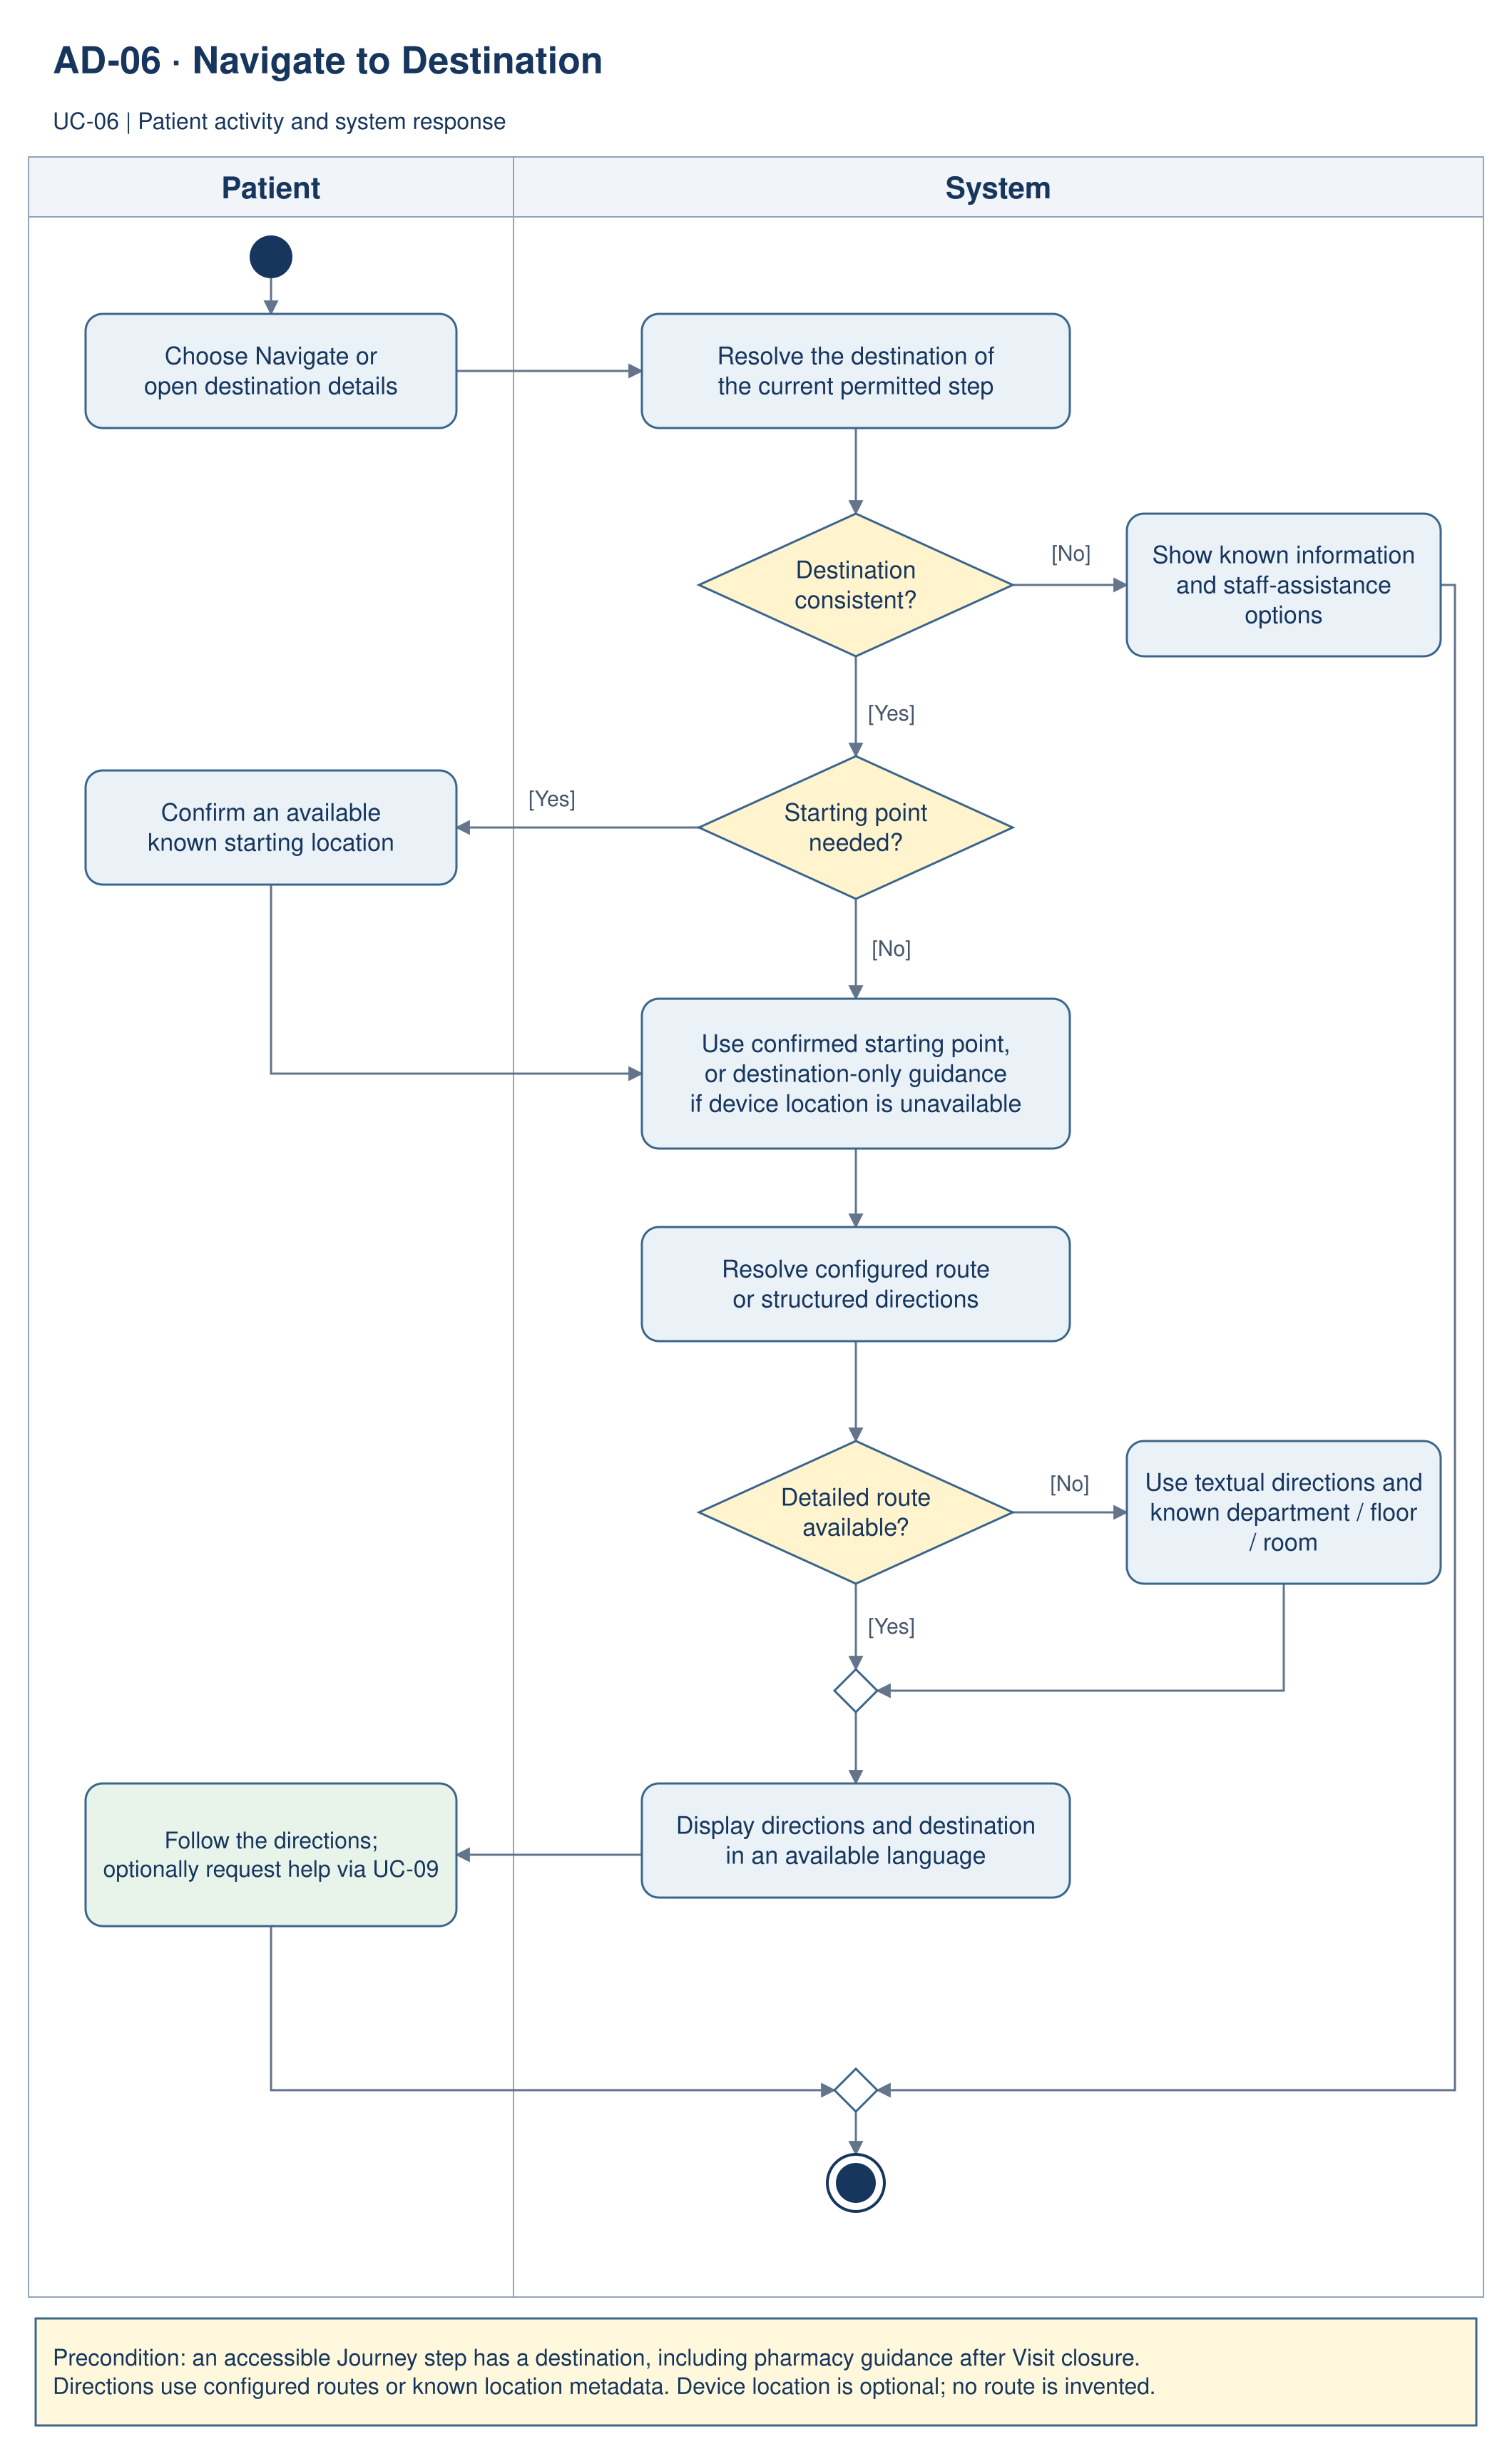 AD-06 · Navigate to Destination
UC-06 | Patient activity and system response
Patient
System
Choose Navigate or
open destination details
Resolve the destination of
the current permitted step
Destination
consistent?
[No]
Show known information
and staff-assistance
options
[Yes]
Starting point
needed?
[Yes]
Confirm an available
known starting location
[No]
Use confirmed starting point,
or destination-only guidance
if device location is unavailable
Resolve configured route
or structured directions
Detailed route
available?
[No]
Use textual directions and
known department / floor
/ room
[Yes]
Display directions and destination
in an available language
Follow the directions;
optionally request help via UC-09
Precondition: an accessible Journey step has a destination, including pharmacy guidance after Visit closure.
Directions use configured routes or known location metadata. Device location is optional; no route is invented.